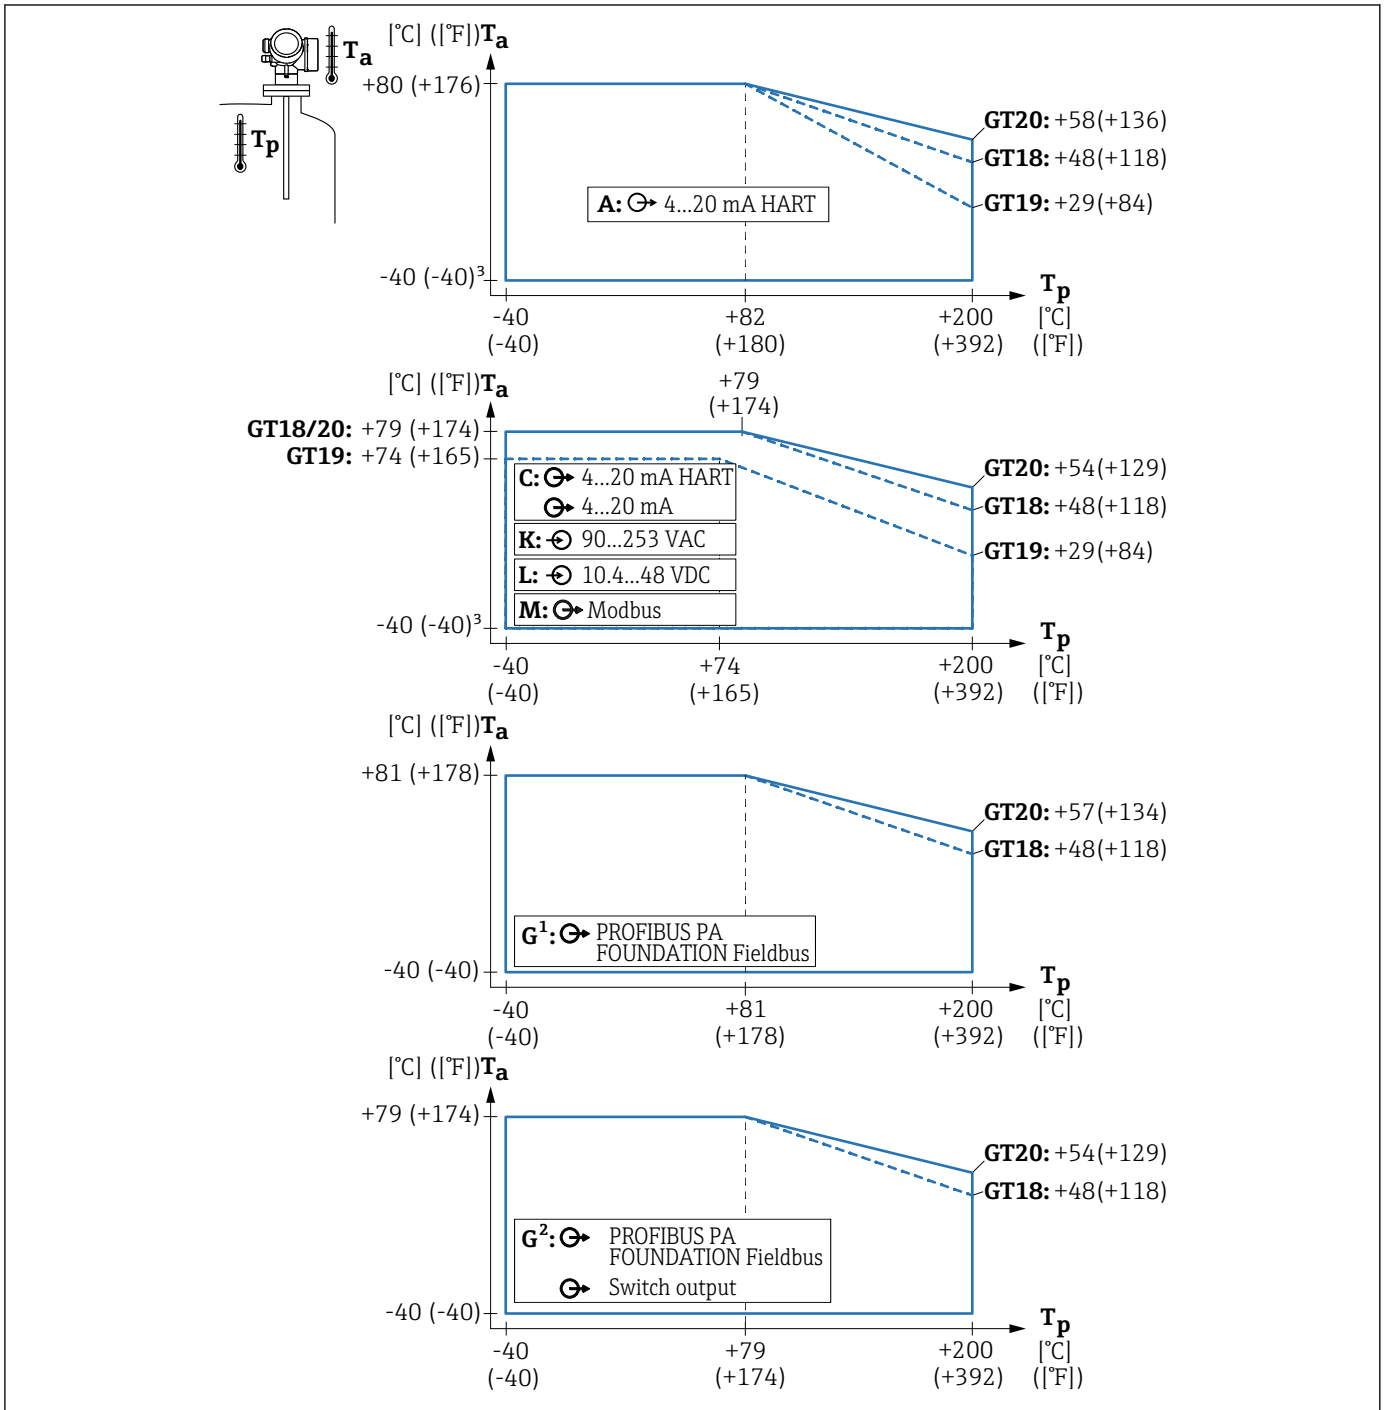 [°C] ([°F]) Ta
Ta
Tp
+80 (+176)
GT20: +58(+136)
GT18: +48(+118)
GT19: +29(+84)
A: 4...20 mA HART
-40 (-40)³
Tp
-40 +82 +200 [°C]
(-40) (+180) (+392) ([°F])
[°C] ([°F]) Ta
+79
(+174)
GT18/20: +79 (+174)
GT19: +74 (+165)
GT20: +54(+129)
GT18: +48(+118)
GT19: +29(+84)
C: 4...20 mA HART
4...20 mA
K: 90...253 VAC
L: 10.4...48 VDC
M: Modbus
-40 (-40)³
Tp
-40 +74 +200 [°C]
(-40) (+165) (+392) ([°F])
[°C] ([°F]) Ta
+81 (+178)
GT20: +57(+134)
GT18: +48(+118)
G¹: PROFIBUS PA
FOUNDATION Fieldbus
-40 (-40)
Tp
-40 +81 +200 [°C]
(-40) (+178) (+392) ([°F])
[°C] ([°F]) Ta
+79 (+174)
GT20: +54(+129)
GT18: +48(+118)
G²: PROFIBUS PA
FOUNDATION Fieldbus
Switch output
-40 (-40)
Tp
-40 +79 +200 [°C]
(-40) (+174) (+392) ([°F])